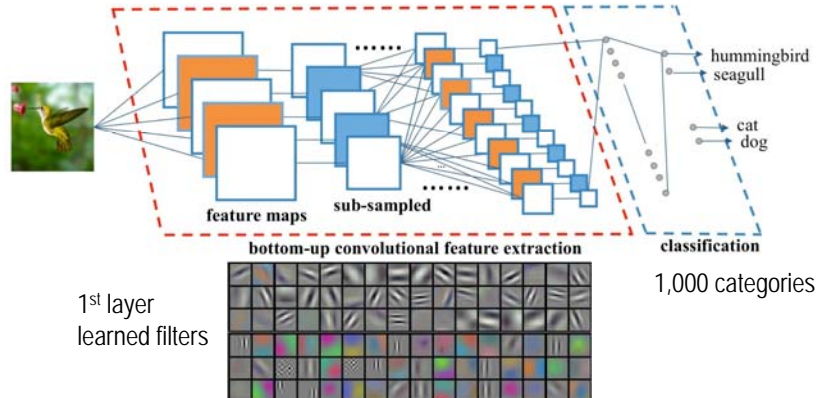 hummingbird
seagull
cat
dog
......
...
......
feature maps
sub-sampled
bottom-up convolutional feature extraction
classification
1st layer
learned filters
1,000 categories